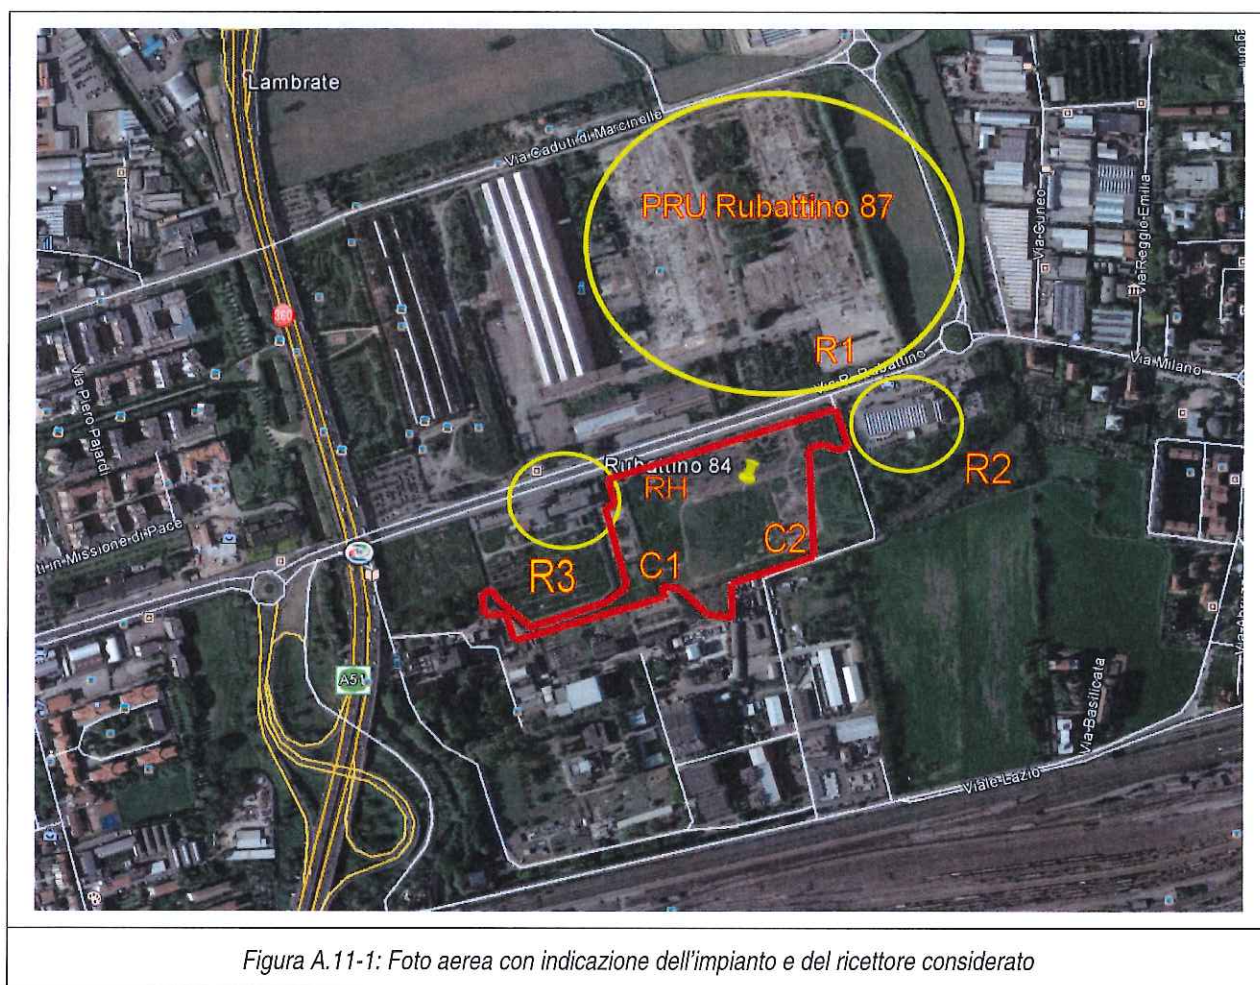 Lambrate
Via Caduti di Marcinelle
PRU Rubattino 87
Via Cuneo
Via Reggio Emilia
360
R1
Via R. Rubattino
Via Milano
Via Piero Pajardi
Rubattino 84
R2
RH
ti in Missione di Pace
C2
R3
C1
A51
Via Basilicata
Viale Lazio
Figura A.11-1: Foto aerea con indicazione dell'impianto e del ricettore considerato